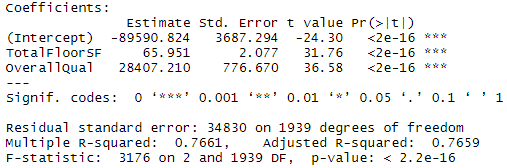 Coefficients:
Estimate Std. Error t value Pr(>|t|)
(Intercept) -89590.824 3687.294 -24.30 <2e-16 ***
TotalFloorSF 65.951 2.077 31.76 <2e-16 ***
OverallQual 28407.210 776.670 36.58 <2e-16 ***
---
Signif. codes: 0 ‘***’ 0.001 ‘**’ 0.01 ‘*’ 0.05 ‘.’ 0.1 ‘ ’ 1
Residual standard error: 34830 on 1939 degrees of freedom
Multiple R-squared: 0.7661, Adjusted R-squared: 0.7659
F-statistic: 3176 on 2 and 1939 DF, p-value: < 2.2e-16